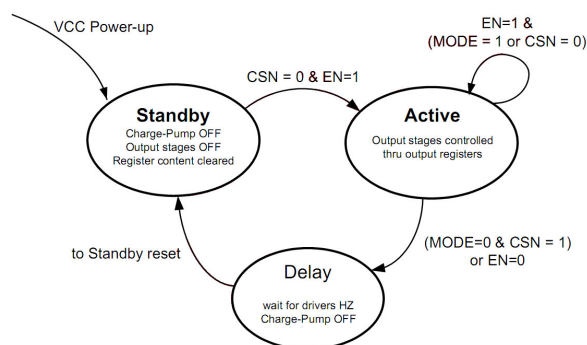 VCC Power-up
EN=1 &
(MODE = 1 or CSN = 0)
CSN = 0 & EN=1
Standby
Charge-Pump OFF
Output stages OFF
Register content cleared
Active
Output stages controlled
thru output registers
to Standby reset
(MODE=0 & CSN = 1)
or EN=0
Delay
wait for drivers HZ
Charge-Pump OFF